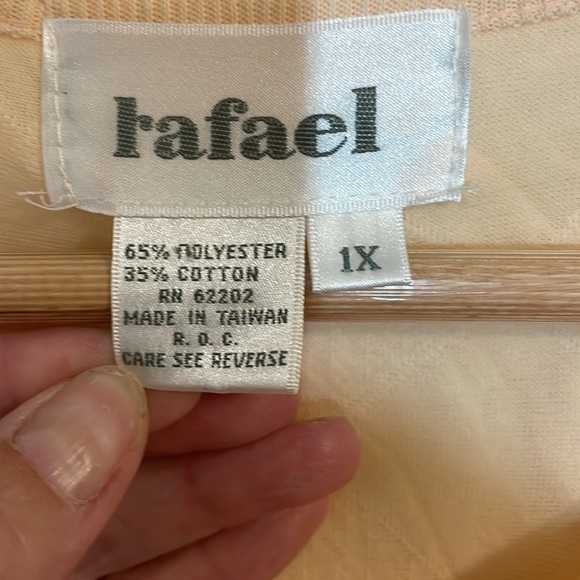 rafael
65% POLYESTER
35% COTTON
RN 62202
MADE IN TAIWAN
R. O. C.
CARE SEE REVERSE
1X